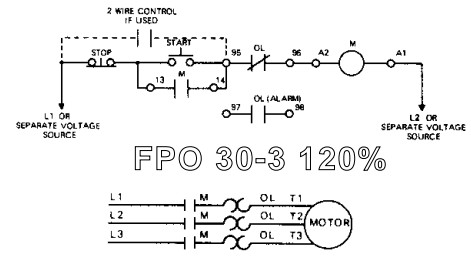 2 WIRE CONTROL
IF USED
STOP
START
95
OL
96
A2
M
A1
13
M
14
OL (ALARM)
97
98
L1 OR
SEPARATE VOLTAGE
SOURCE
L2 OR
SEPARATE VOLTAGE
SOURCE
FPO 30-3 120%
L1
M
OL
T1
L2
M
OL
T2
MOTOR
L3
M
OL
T3